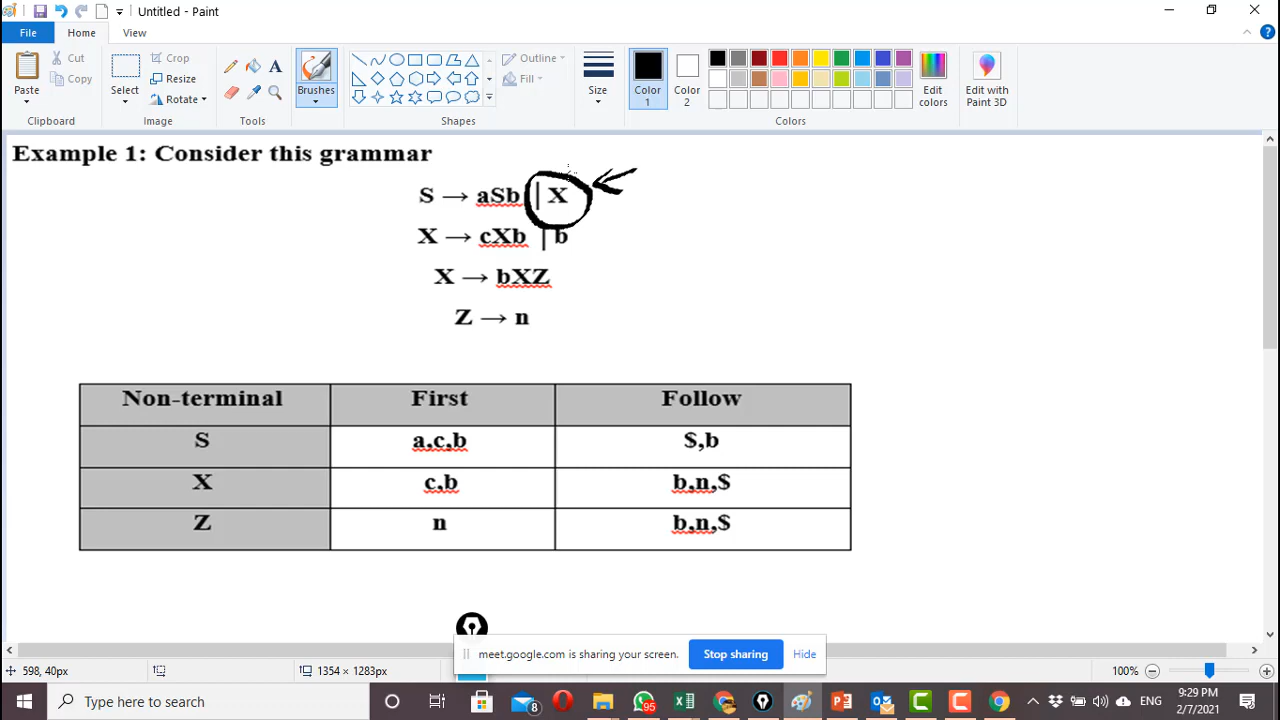 Untitled - Paint
File Home View
Paste Cut Copy Clipboard
Select Crop Resize Rotate Image
Tools
Brushes
Outline Fill Shapes
Size
Color 1 Color 2 Edit colors Edit with Paint 3D Colors
Example 1: Consider this grammar
S → aSb | X
X → cXb | b
X → bXZ
Z → n
Non-terminal First Follow
S a,c,b $,b
X c,b b,n,$
Z n b,n,$
meet.google.com is sharing your screen. Stop sharing Hide
598, 40px 1354 × 1283px 100%
Type here to search 8 95 ENG 9:29 PM
2/7/2021